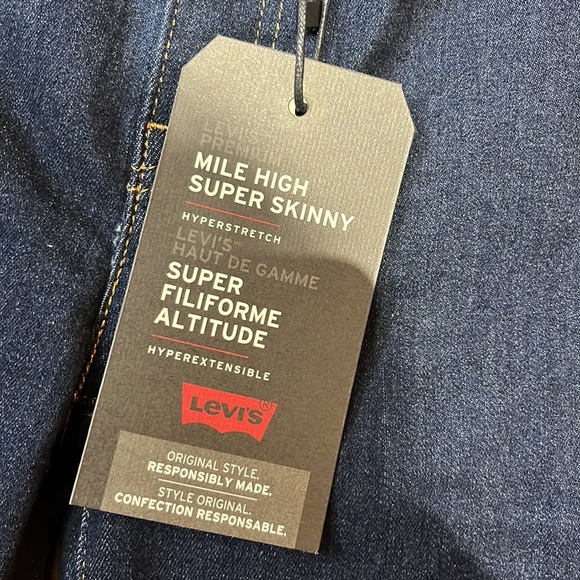 LEVI'S
PREMIUM
MILE HIGH
SUPER SKINNY
HYPERSTRETCH
LEVI'S MD
HAUT DE GAMME
SUPER
FILIFORME
ALTITUDE
HYPEREXTENSIBLE
Levi's®
ORIGINAL STYLE.
RESPONSIBLY MADE.
STYLE ORIGINAL.
CONFECTION RESPONSABLE.